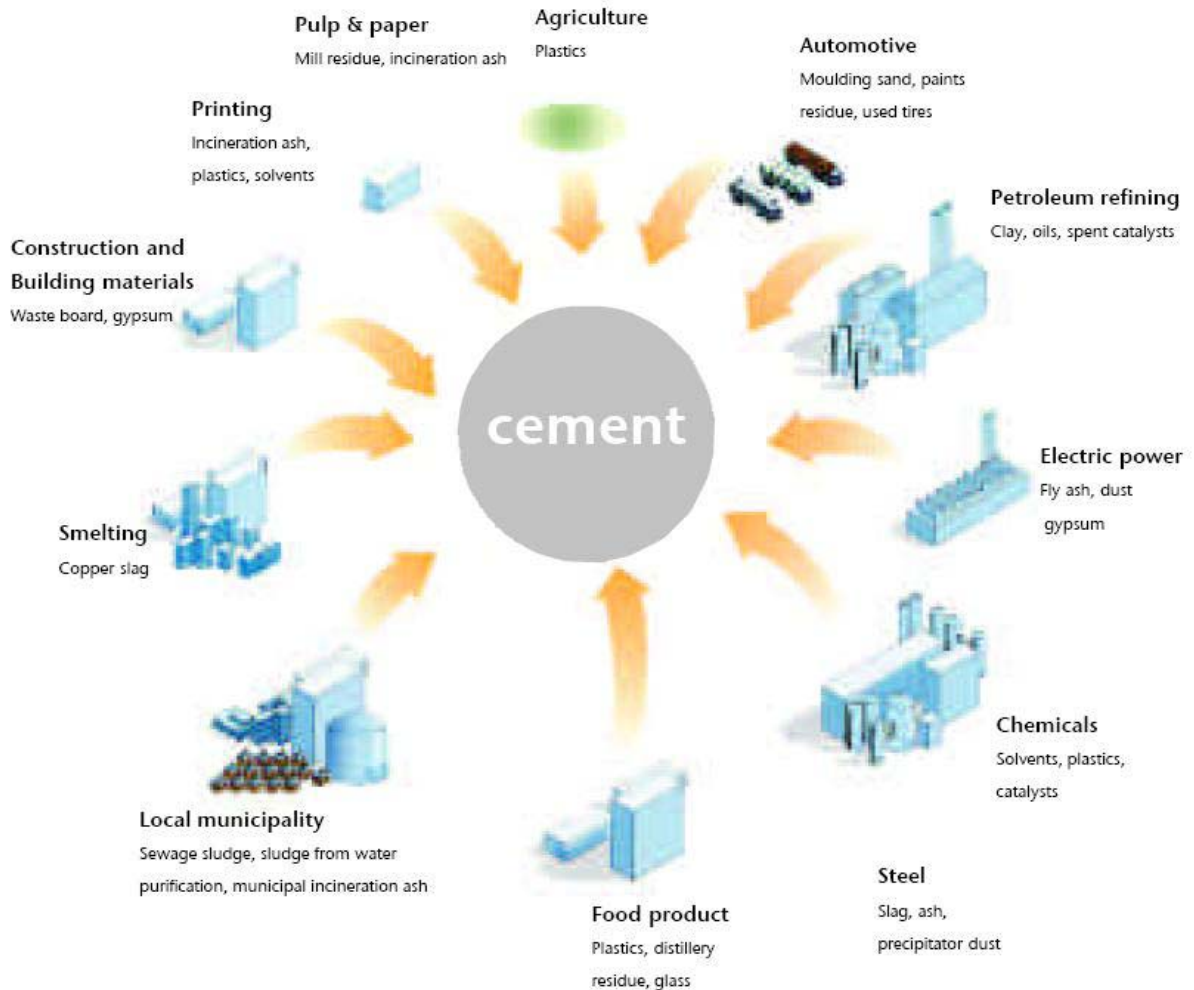 Pulp & paper
Mill residue, incineration ash
Agriculture
Plastics
Automotive
Moulding sand, paints
residue, used tires
Printing
Incineration ash,
plastics, solvents
Petroleum refining
Clay, oils, spent catalysts
Construction and
Building materials
Waste board, gypsum
cement
Electric power
Fly ash, dust
gypsum
Smelting
Copper slag
Chemicals
Solvents, plastics,
catalysts
Local municipality
Sewage sludge, sludge from water
purification, municipal incineration ash
Steel
Slag, ash,
precipitator dust
Food product
Plastics, distillery
residue, glass